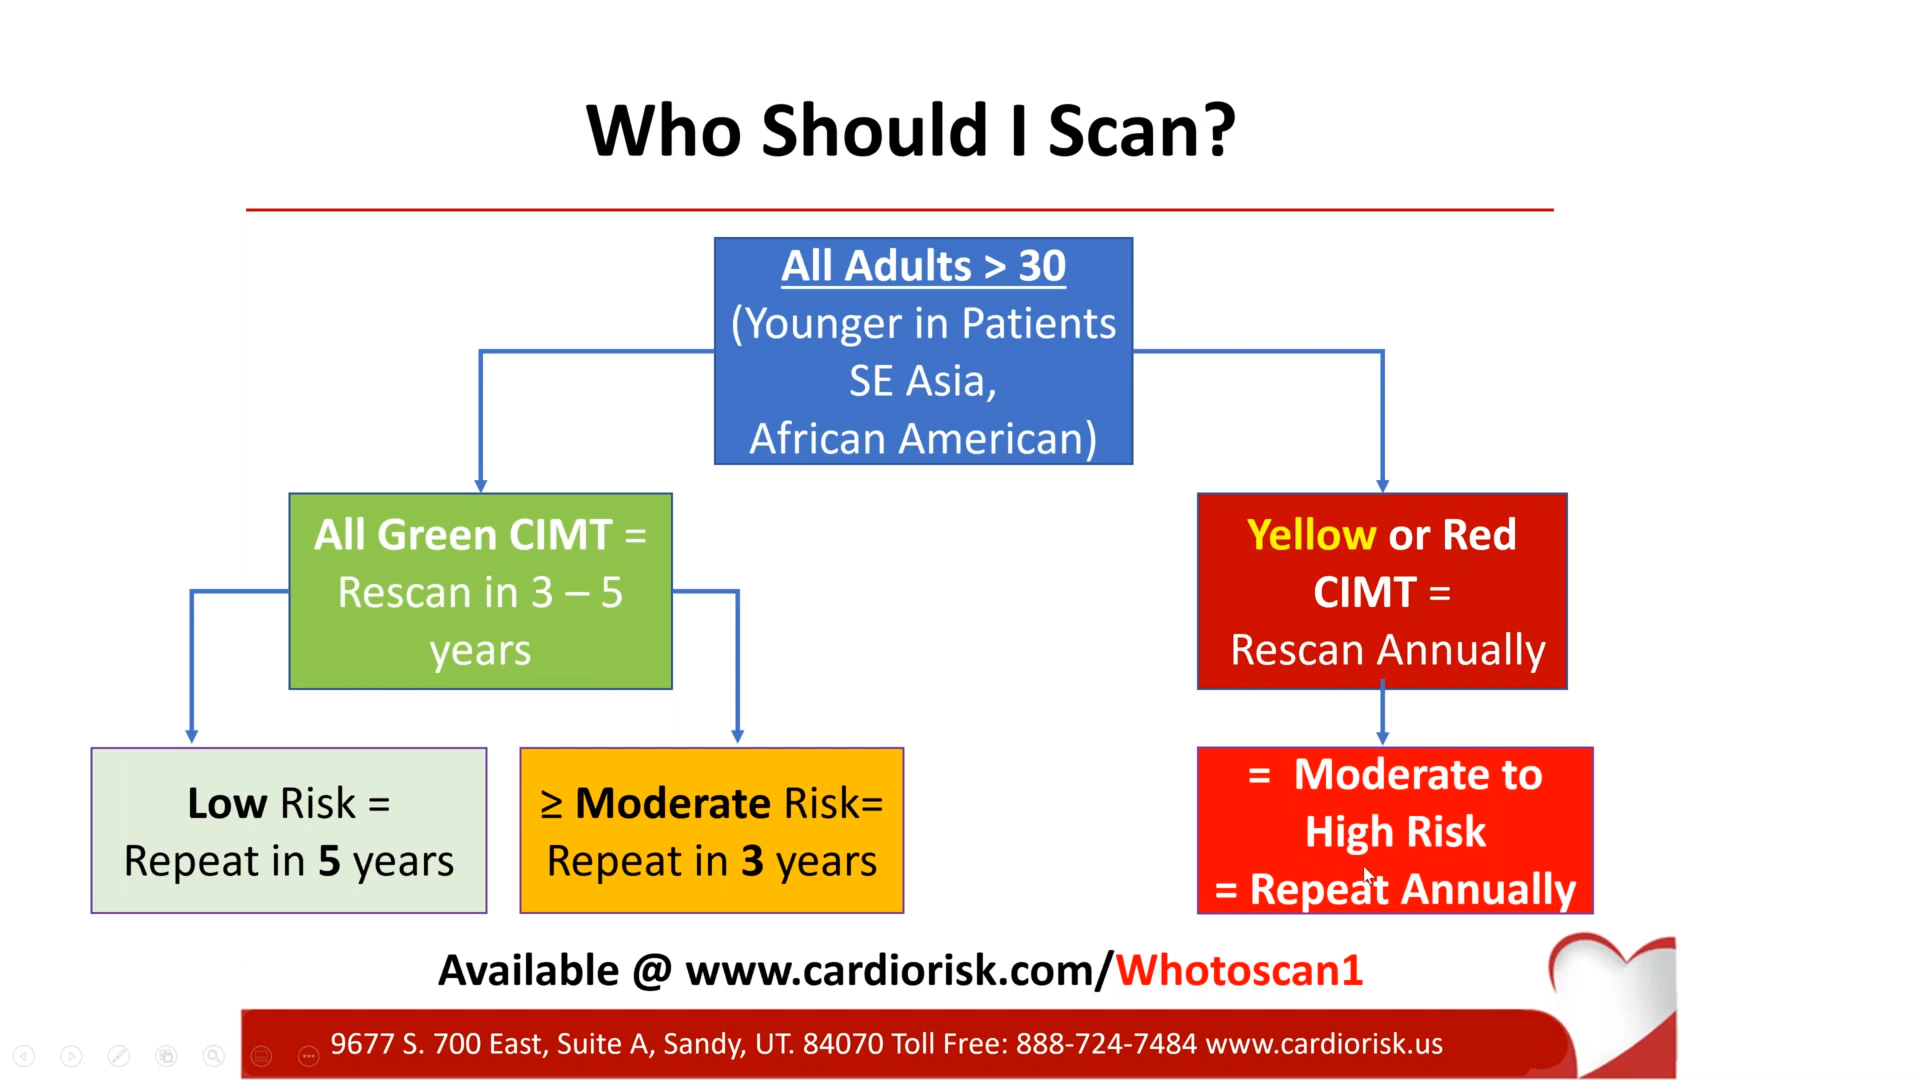 Who Should I Scan?
All Adults > 30
(Younger in Patients
SE Asia,
African American)
All Green CIMT =
Rescan in 3 – 5
years
Yellow or Red
CIMT =
Rescan Annually
Low Risk =
Repeat in 5 years
≥ Moderate Risk=
Repeat in 3 years
= Moderate to
High Risk
= Repeat Annually
Available @ www.cardiorisk.com/Whotoscan1
9677 S. 700 East, Suite A, Sandy, UT. 84070 Toll Free: 888-724-7484 www.cardiorisk.us